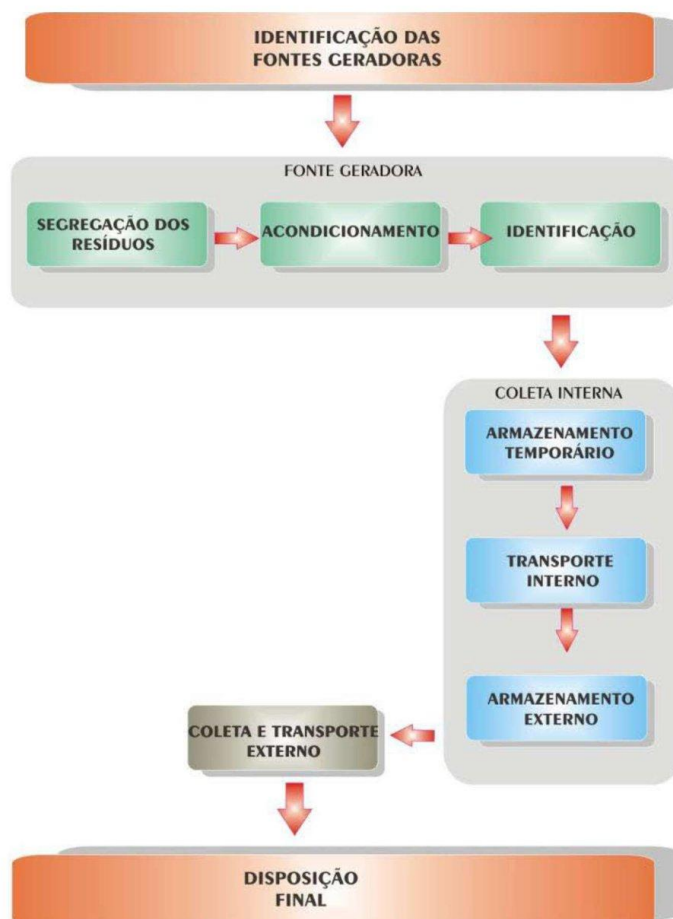 IDENTIFICAÇÃO DAS
FONTES GERADORAS
FONTE GERADORA
SEGREGAÇÃO DOS
RESÍDUOS
ACONDICIONAMENTO
IDENTIFICAÇÃO
COLETA INTERNA
ARMAZENAMENTO
TEMPORÁRIO
TRANSPORTE
INTERNO
ARMAZENAMENTO
EXTERNO
COLETA E TRANSPORTE
EXTERNO
DISPOSIÇÃO
FINAL